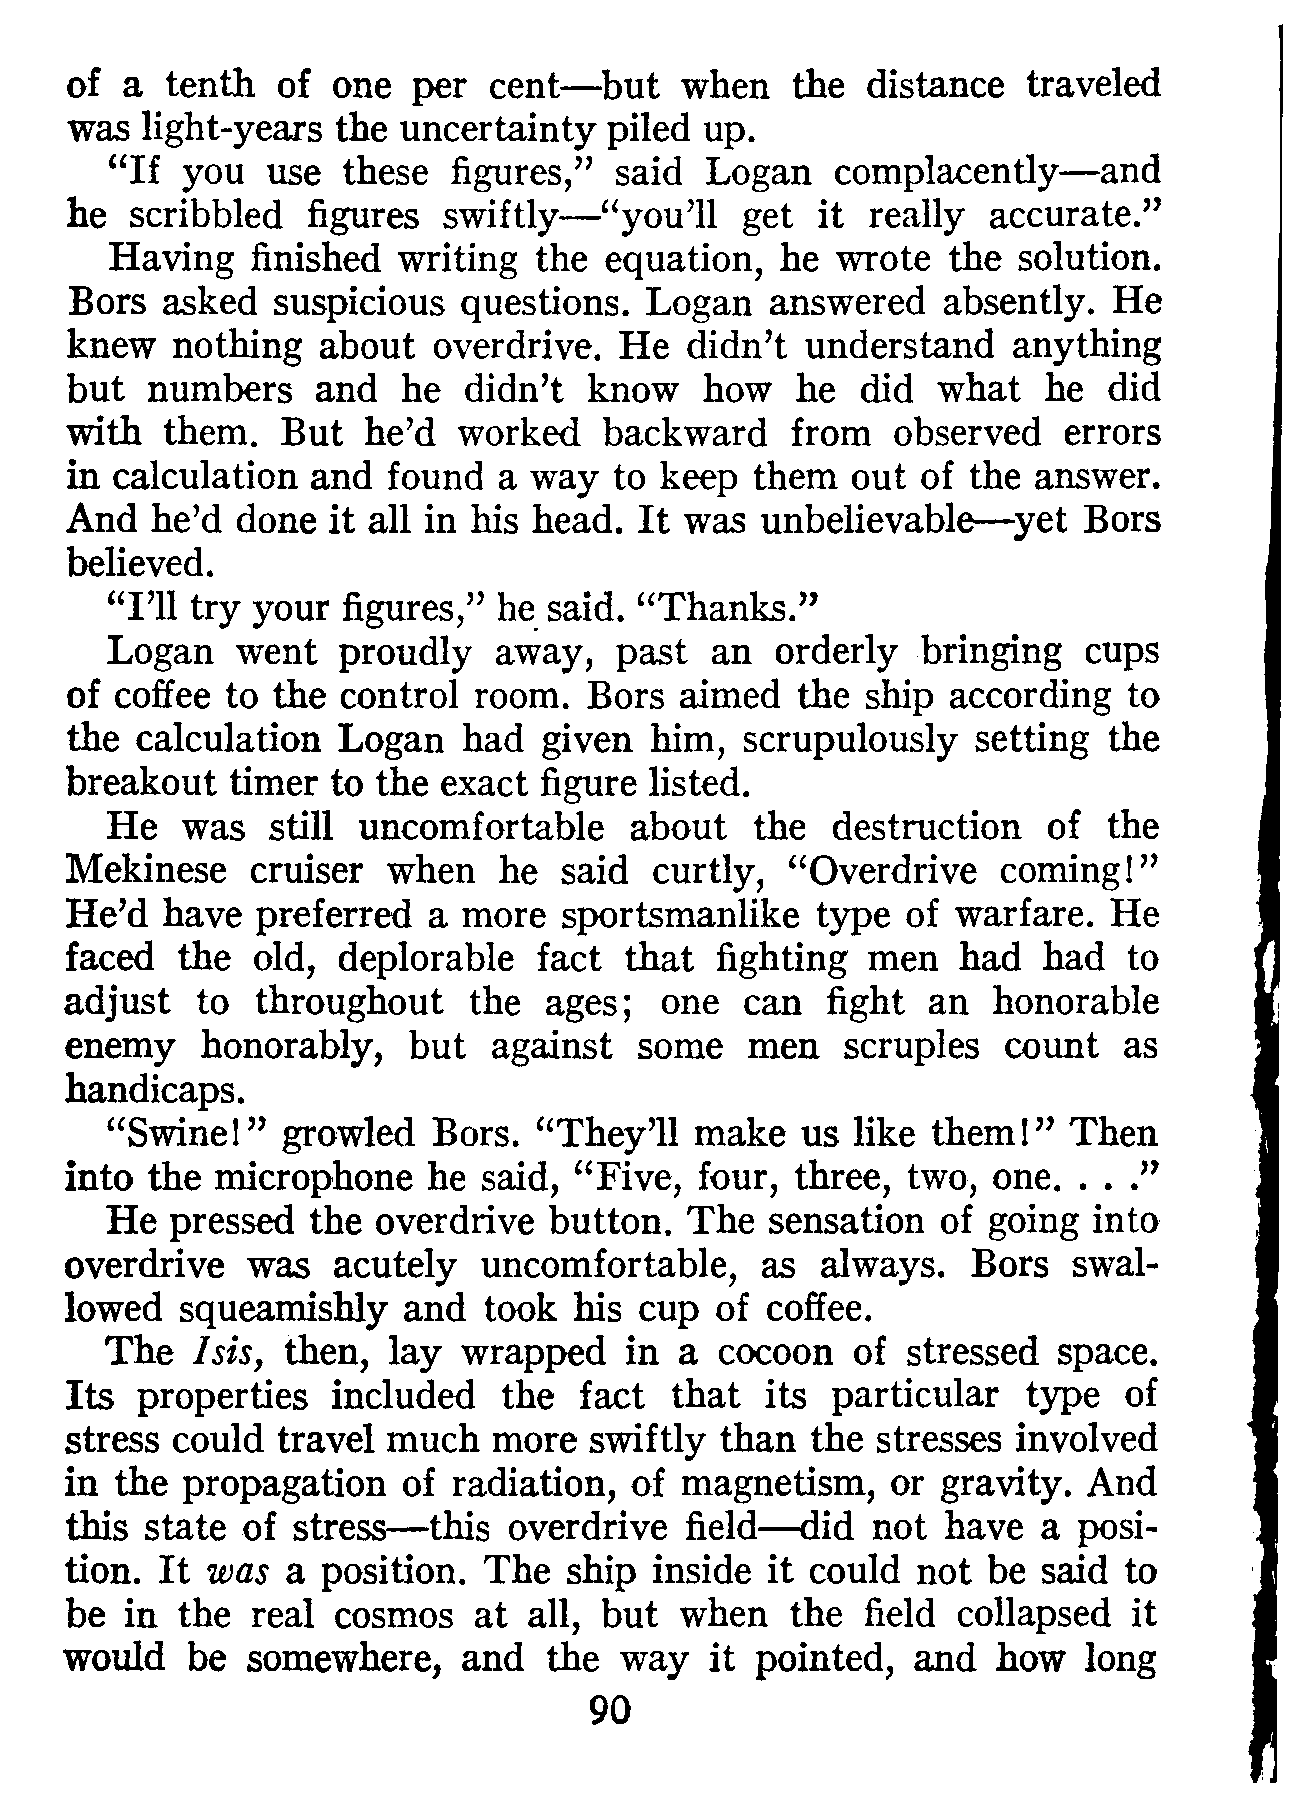 of a tenth of one per cent—but when the distance traveled
was light-years the uncertainty piled up.
“If you use these figures,” said Logan complacently—and
he scribbled figures swiftly—“you’ll get it really accurate.”
Having finished writing the equation, he wrote the solution.
Bors asked suspicious questions. Logan answered absently. He
knew nothing about overdrive. He didn’t understand anything
but numbers and he didn’t know how he did what he did
with them. But he’d worked backward from observed errors
in calculation and found a way to keep them out of the answer.
And he’d done it all in his head. It was unbelievable—yet Bors
believed.
“I’ll try your figures,” he said. “Thanks.”
Logan went proudly away, past an orderly bringing cups
of coffee to the control room. Bors aimed the ship according to
the calculation Logan had given him, scrupulously setting the
breakout timer to the exact figure listed.
He was still uncomfortable about the destruction of the
Mekinese cruiser when he said curtly, “Overdrive coming!”
He’d have preferred a more sportsmanlike type of warfare. He
faced the old, deplorable fact that fighting men had had to
adjust to throughout the ages; one can fight an honorable
enemy honorably, but against some men scruples count as
handicaps.
“Swine!” growled Bors. “They’ll make us like them!” Then
into the microphone he said, “Five, four, three, two, one. . . .”
He pressed the overdrive button. The sensation of going into
overdrive was acutely uncomfortable, as always. Bors swal-
lowed squeamishly and took his cup of coffee.
The Isis, then, lay wrapped in a cocoon of stressed space.
Its properties included the fact that its particular type of
stress could travel much more swiftly than the stresses involved
in the propagation of radiation, of magnetism, or gravity. And
this state of stress—this overdrive field—did not have a posi-
tion. It was a position. The ship inside it could not be said to
be in the real cosmos at all, but when the field collapsed it
would be somewhere, and the way it pointed, and how long
90